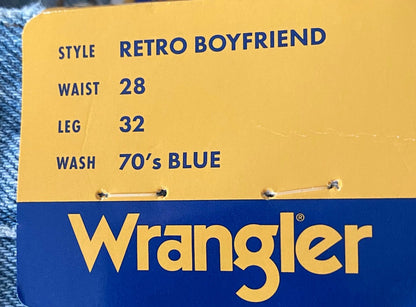 STYLE RETRO BOYFRIEND
WAIST 28
LEG 32
WASH 70's BLUE
Wrangler®